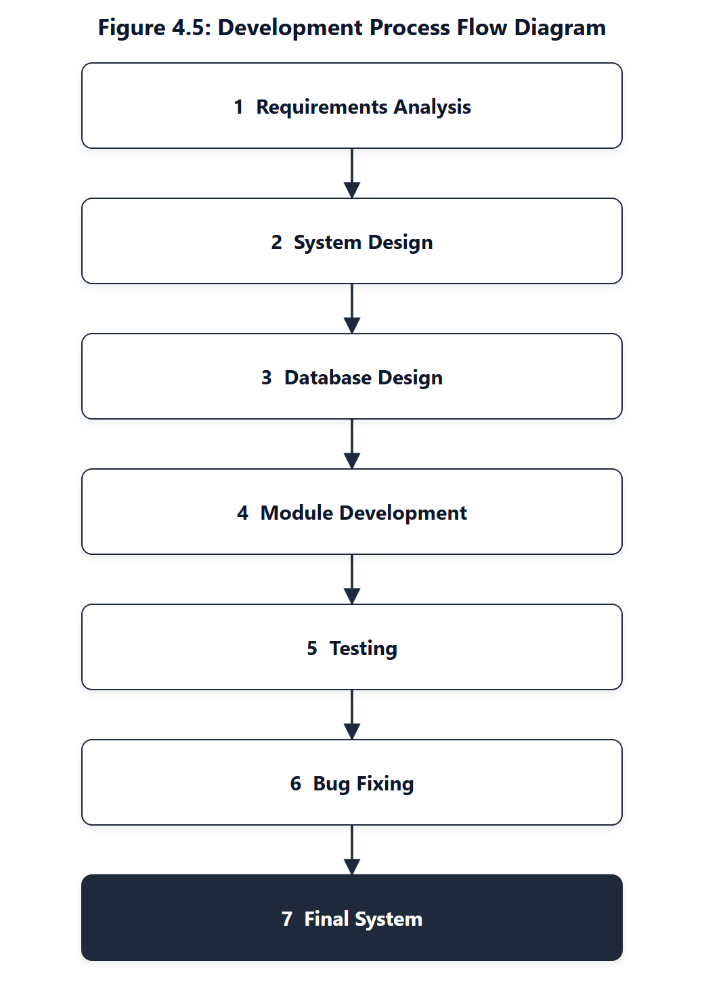 Figure 4.5: Development Process Flow Diagram
1 Requirements Analysis
2 System Design
3 Database Design
4 Module Development
5 Testing
6 Bug Fixing
7 Final System